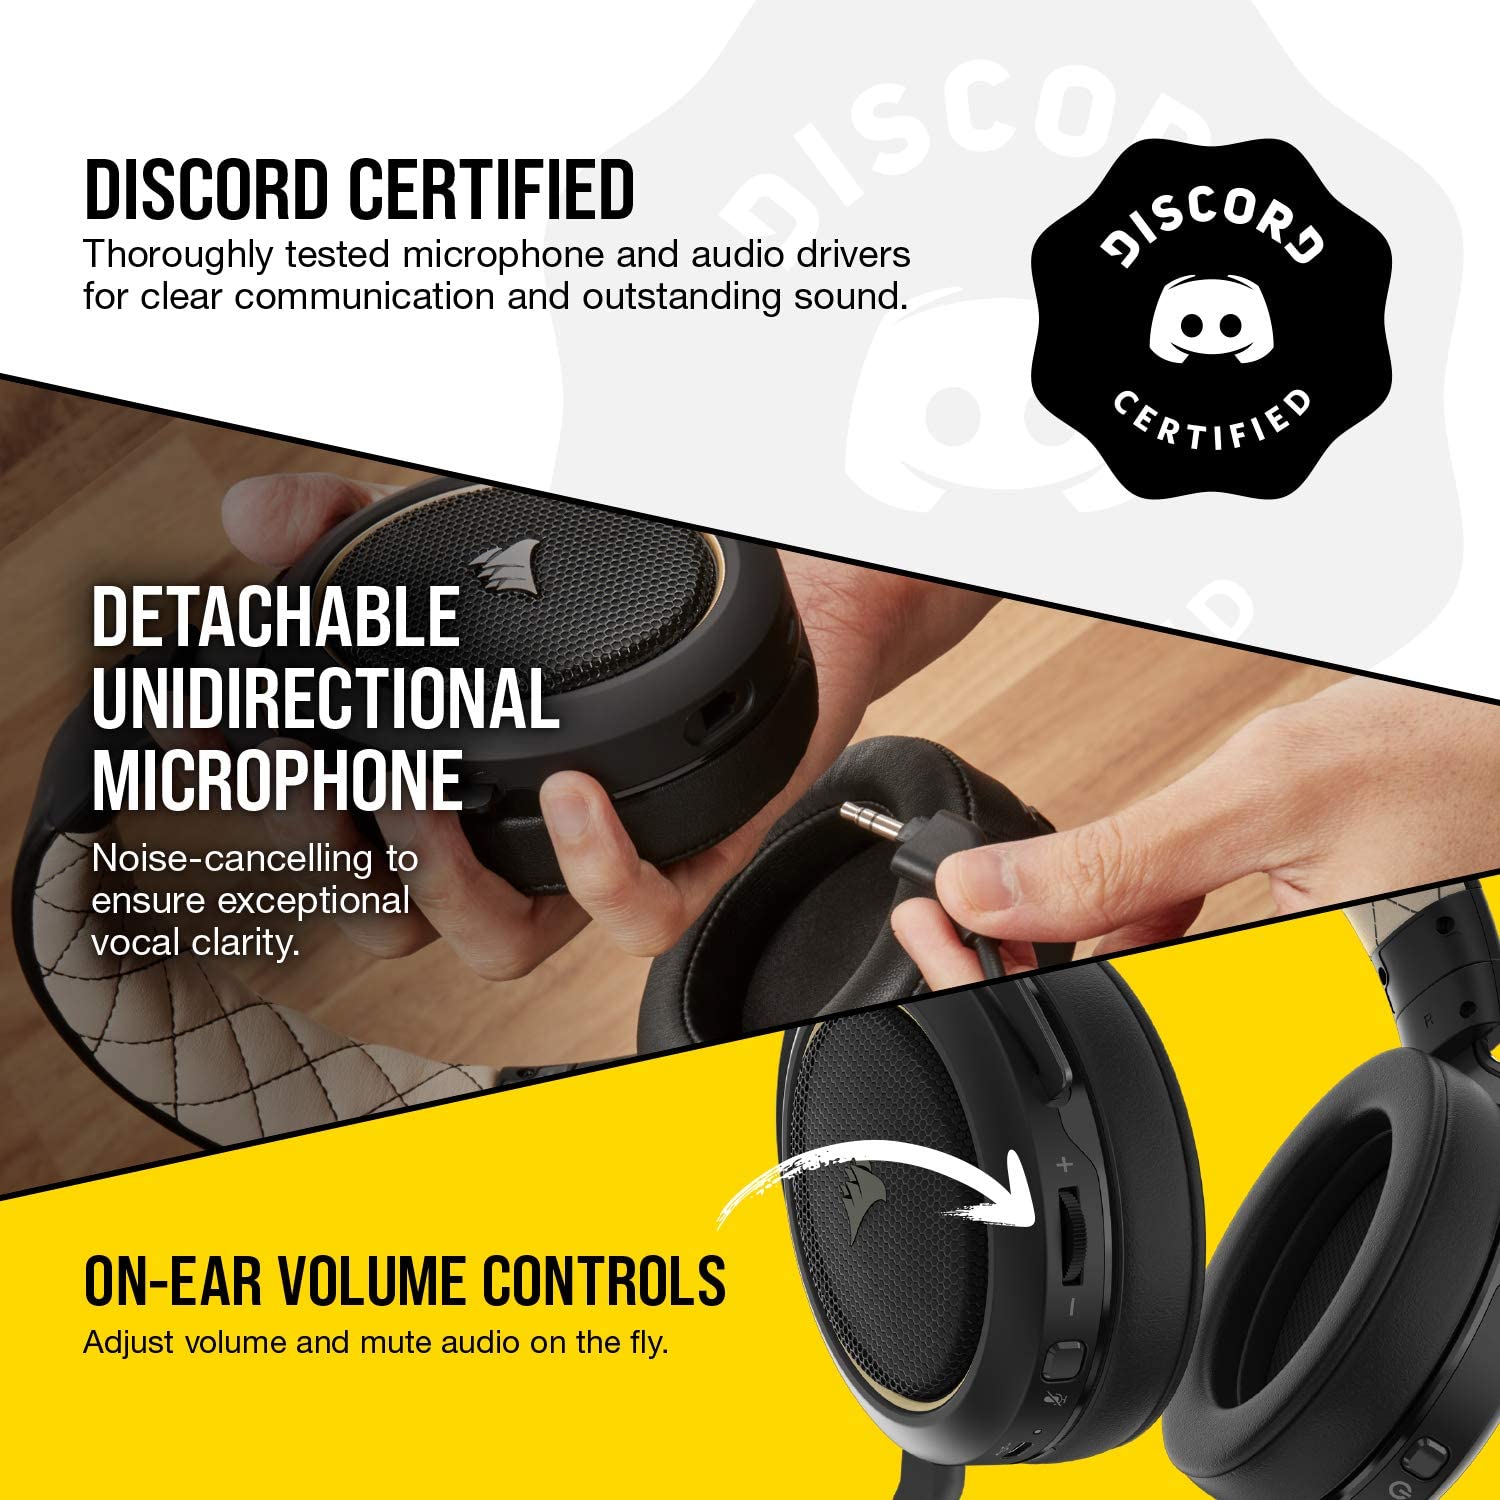 DISCORD CERTIFIED
Thoroughly tested microphone and audio drivers
for clear communication and outstanding sound.
DISCORD
CERTIFIED
DISCORD
DETACHABLE
UNIDIRECTIONAL
MICROPHONE
Noise-cancelling to
ensure exceptional
vocal clarity.
R
+
ON-EAR VOLUME CONTROLS
Adjust volume and mute audio on the fly.
-